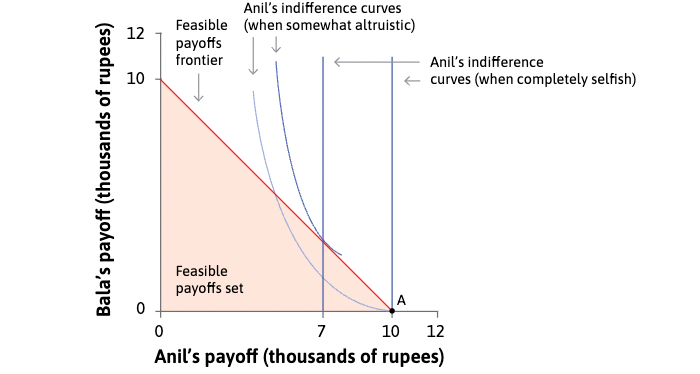 Anil’s indifference curves
(when somewhat altruistic)
Feasible
payoffs
frontier
Anil’s indifference
curves (when completely selfish)
12
10
0
Bala’s payoff (thousands of rupees)
Feasible
payoffs set
A
0
7
10
12
Anil’s payoff (thousands of rupees)